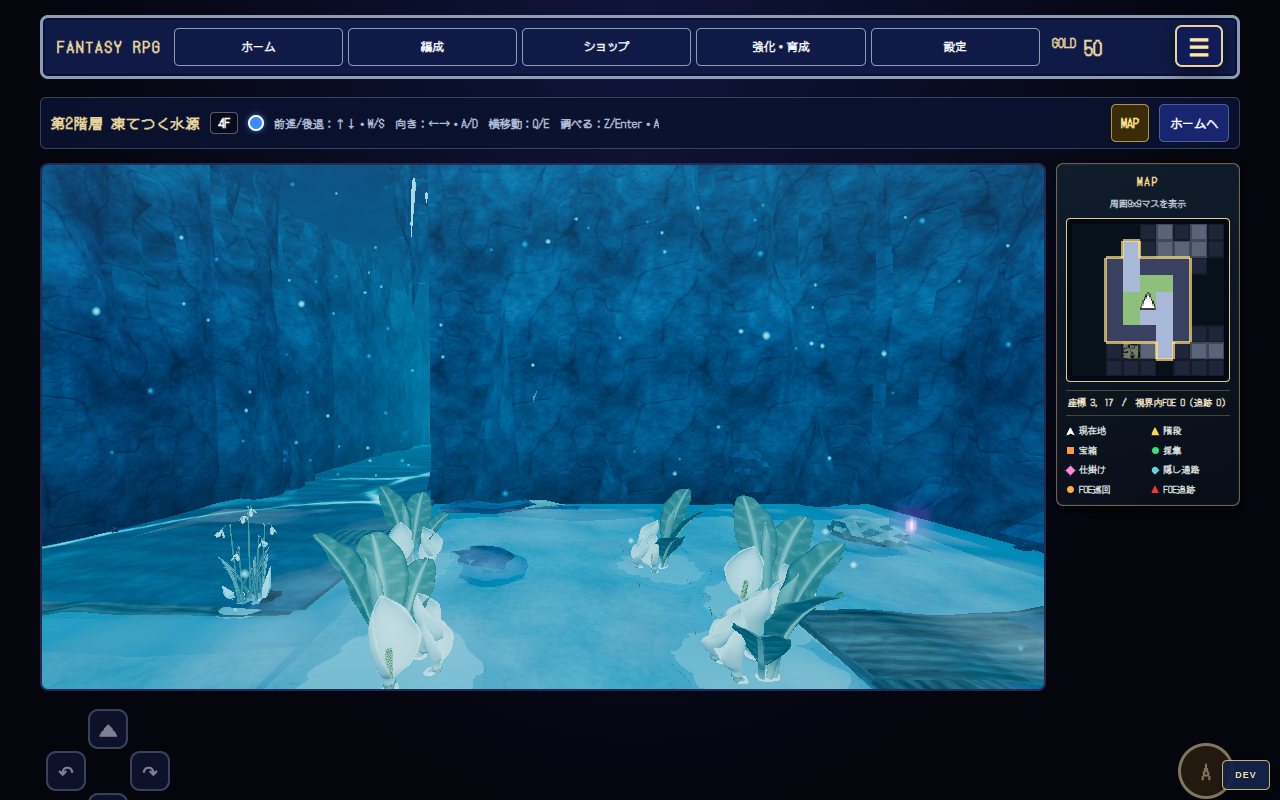 FANTASY RPG
ホーム
編成
ショップ
強化・育成
設定
GOLD 50
第2階層 凍てつく水源
4F
前進/後退：↑↓・W/S 向き：←→・A/D 横移動：Q/E 調べる：Z/Enter・A
MAP
ホームへ
MAP
周囲9x9マスを表示
座標 3, 17 / 視界内FOE 0 (追跡 0)
現在地
階段
宝箱
採集
仕掛け
隠し通路
FOE巡回
FOE追跡
A
DEV